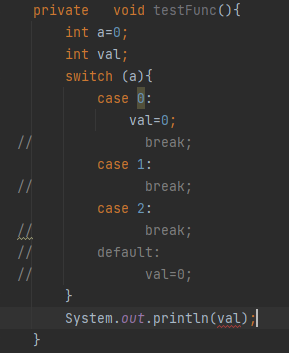 private   void testFunc(){
    int a=0;
    int val;
    switch (a){
        case 0:
            val=0;
//              break;
        case 1:
//              break;
        case 2:
//              break;
//        default:
//              val=0;
    }
    System.out.println(val);
}